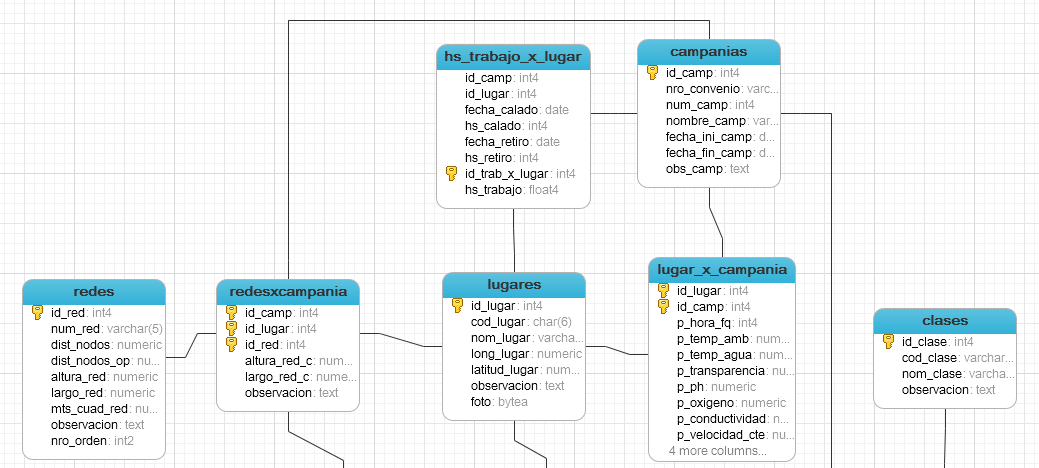 hs_trabajo_x_lugar
id_camp: int4
id_lugar: int4
fecha_calado: date
hs_calado: int4
fecha_retiro: date
hs_retiro: int4
id_trab_x_lugar: int4
hs_trabajo: float4
campanias
id_camp: int4
nro_convenio: varc...
num_camp: int4
nombre_camp: var...
fecha_ini_camp: d...
fecha_fin_camp: d...
obs_camp: text
redes
id_red: int4
num_red: varchar(5)
dist_nodos: numeric
dist_nodos_op: nu...
altura_red: numeric
largo_red: numeric
mts_cuad_red: nu...
observacion: text
nro_orden: int2
redesxcampania
id_camp: int4
id_lugar: int4
id_red: int4
altura_red_c: num...
largo_red_c: nume...
observacion: text
lugares
id_lugar: int4
cod_lugar: char(6)
nom_lugar: varcha...
long_lugar: numeric
latitud_lugar: num...
observacion: text
foto: bytea
lugar_x_campania
id_lugar: int4
id_camp: int4
p_hora_fq: int4
p_temp_amb: num...
p_temp_agua: num...
p_transparencia: nu...
p_ph: numeric
p_oxigeno: numeric
p_conductividad: n...
p_velocidad_cte: nu...
4 more columns...
clases
id_clase: int4
cod_clase: varchar...
nom_clase: varcha...
observacion: text